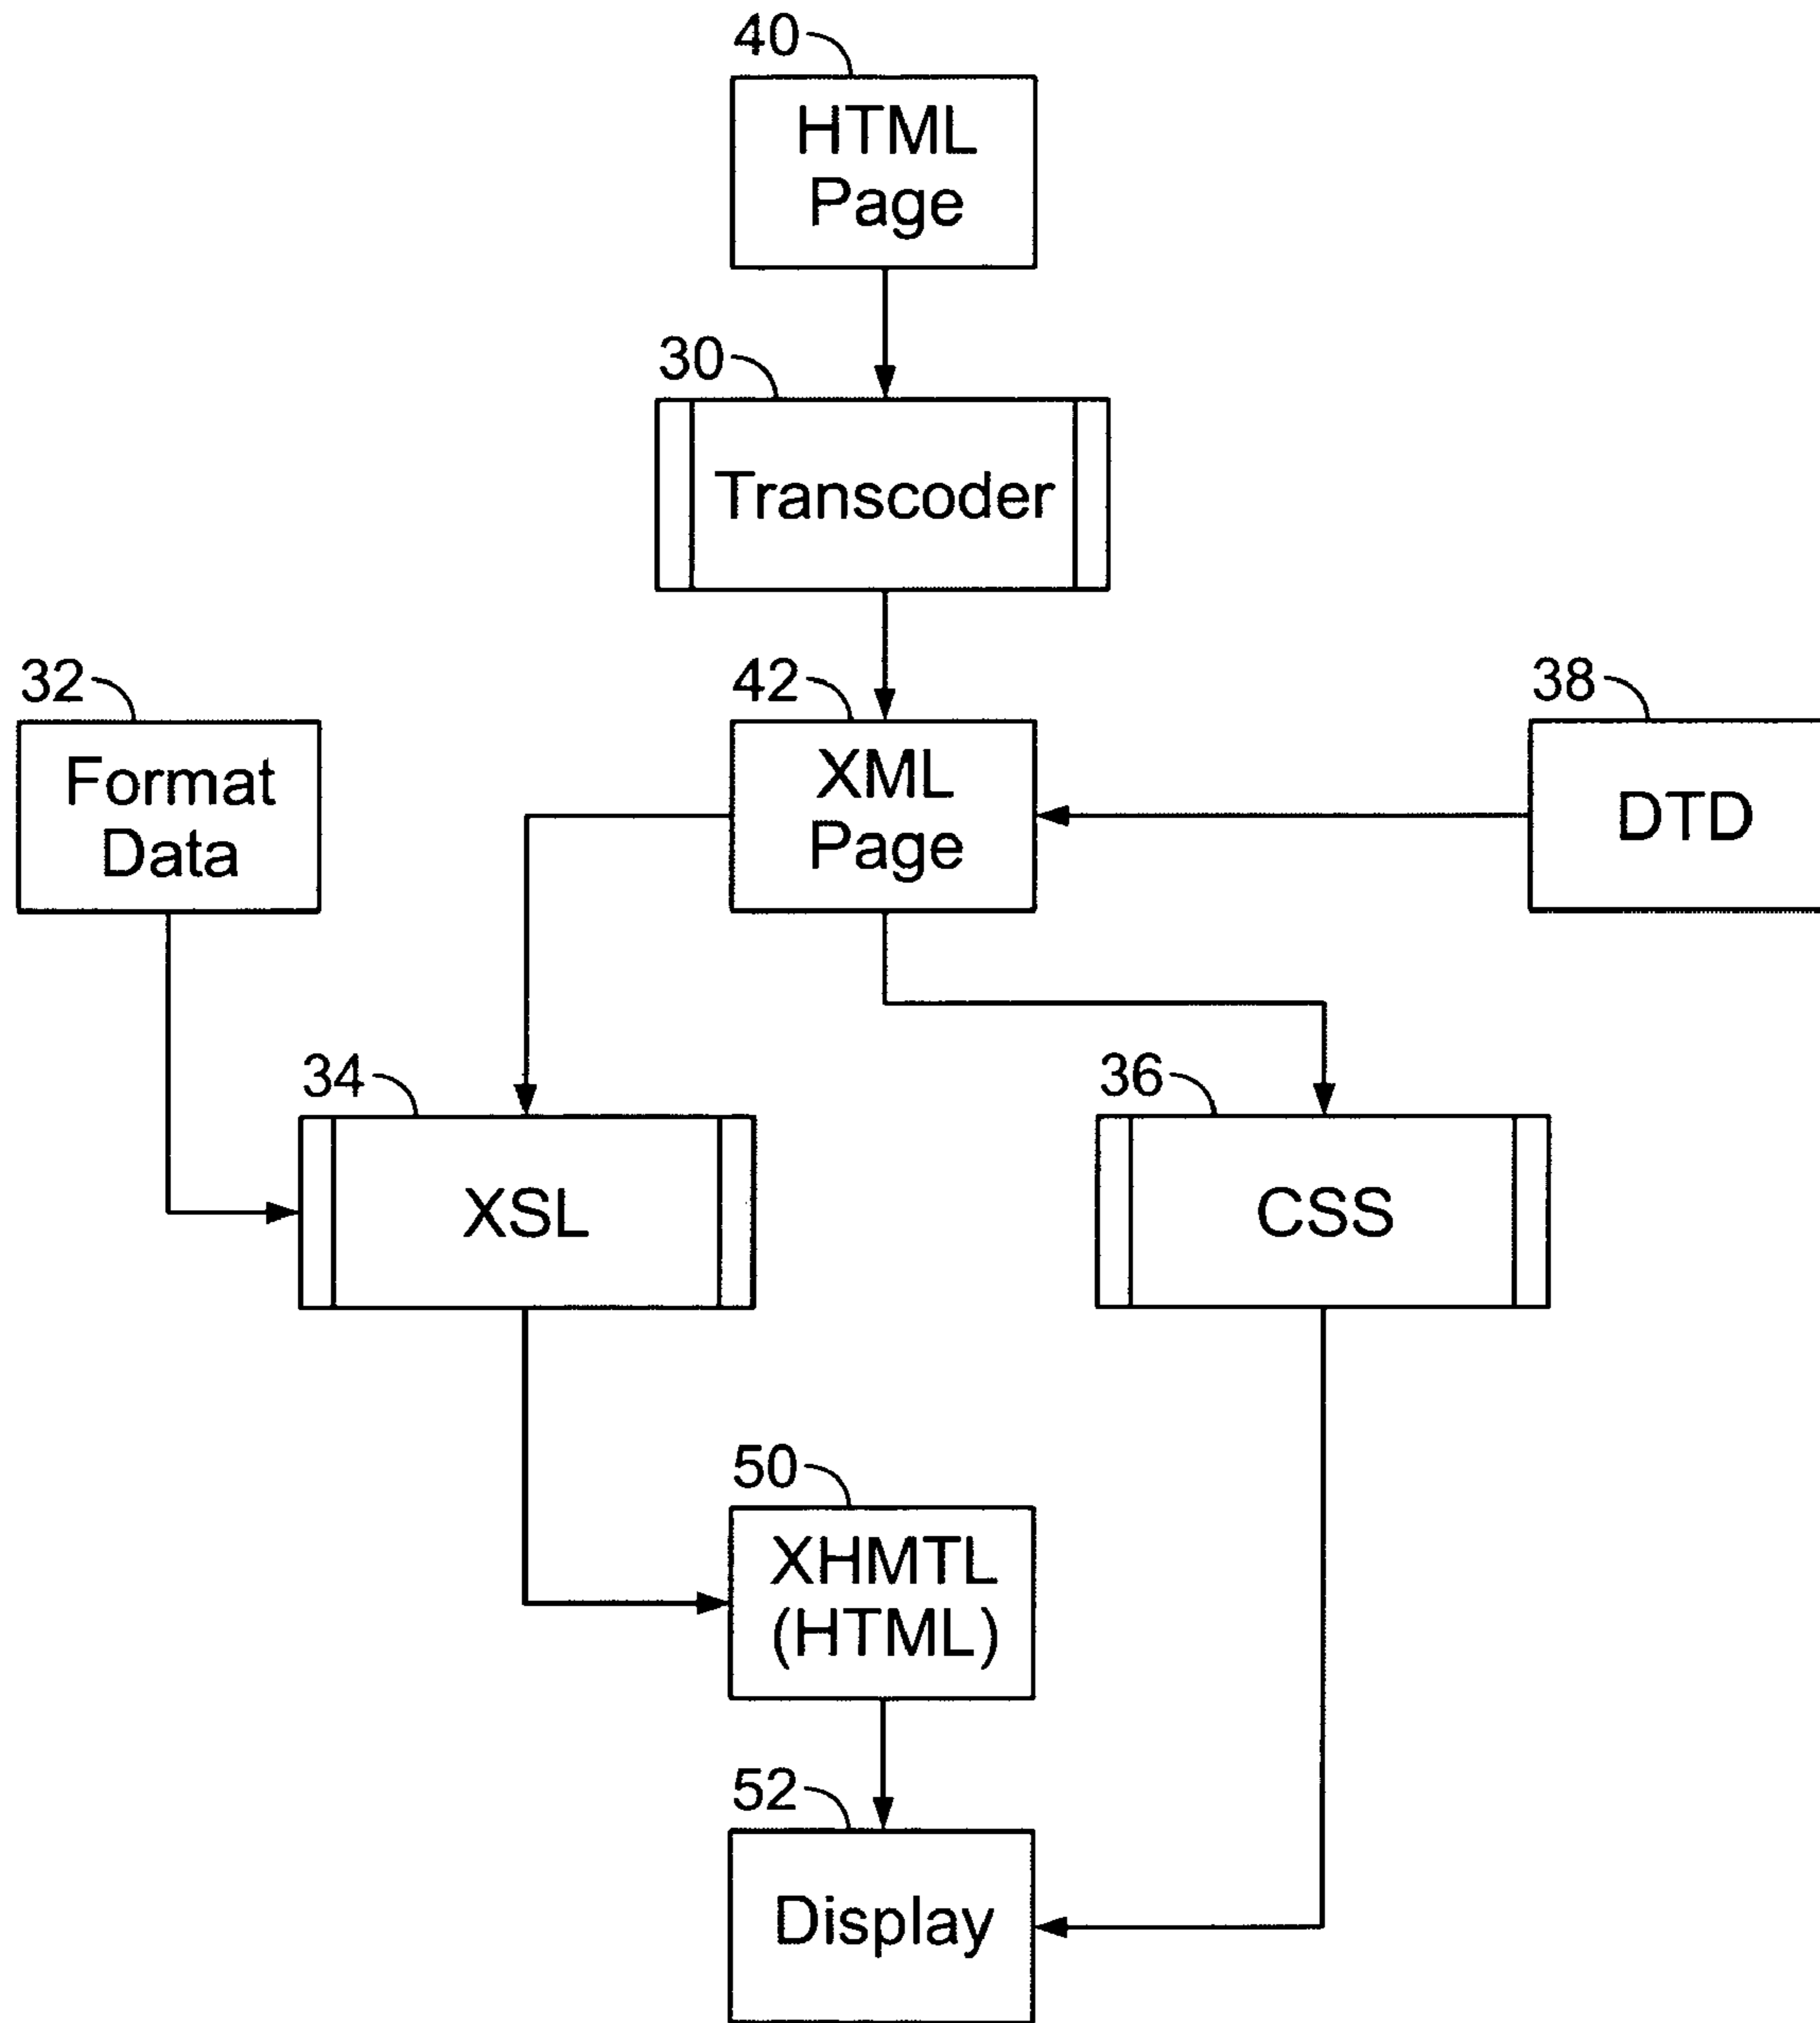 40
HTML
Page
30
Transcoder
32
Format
Data
42
XML
Page
38
DTD
34
XSL
36
CSS
50
XHMTL
(HTML)
52
Display